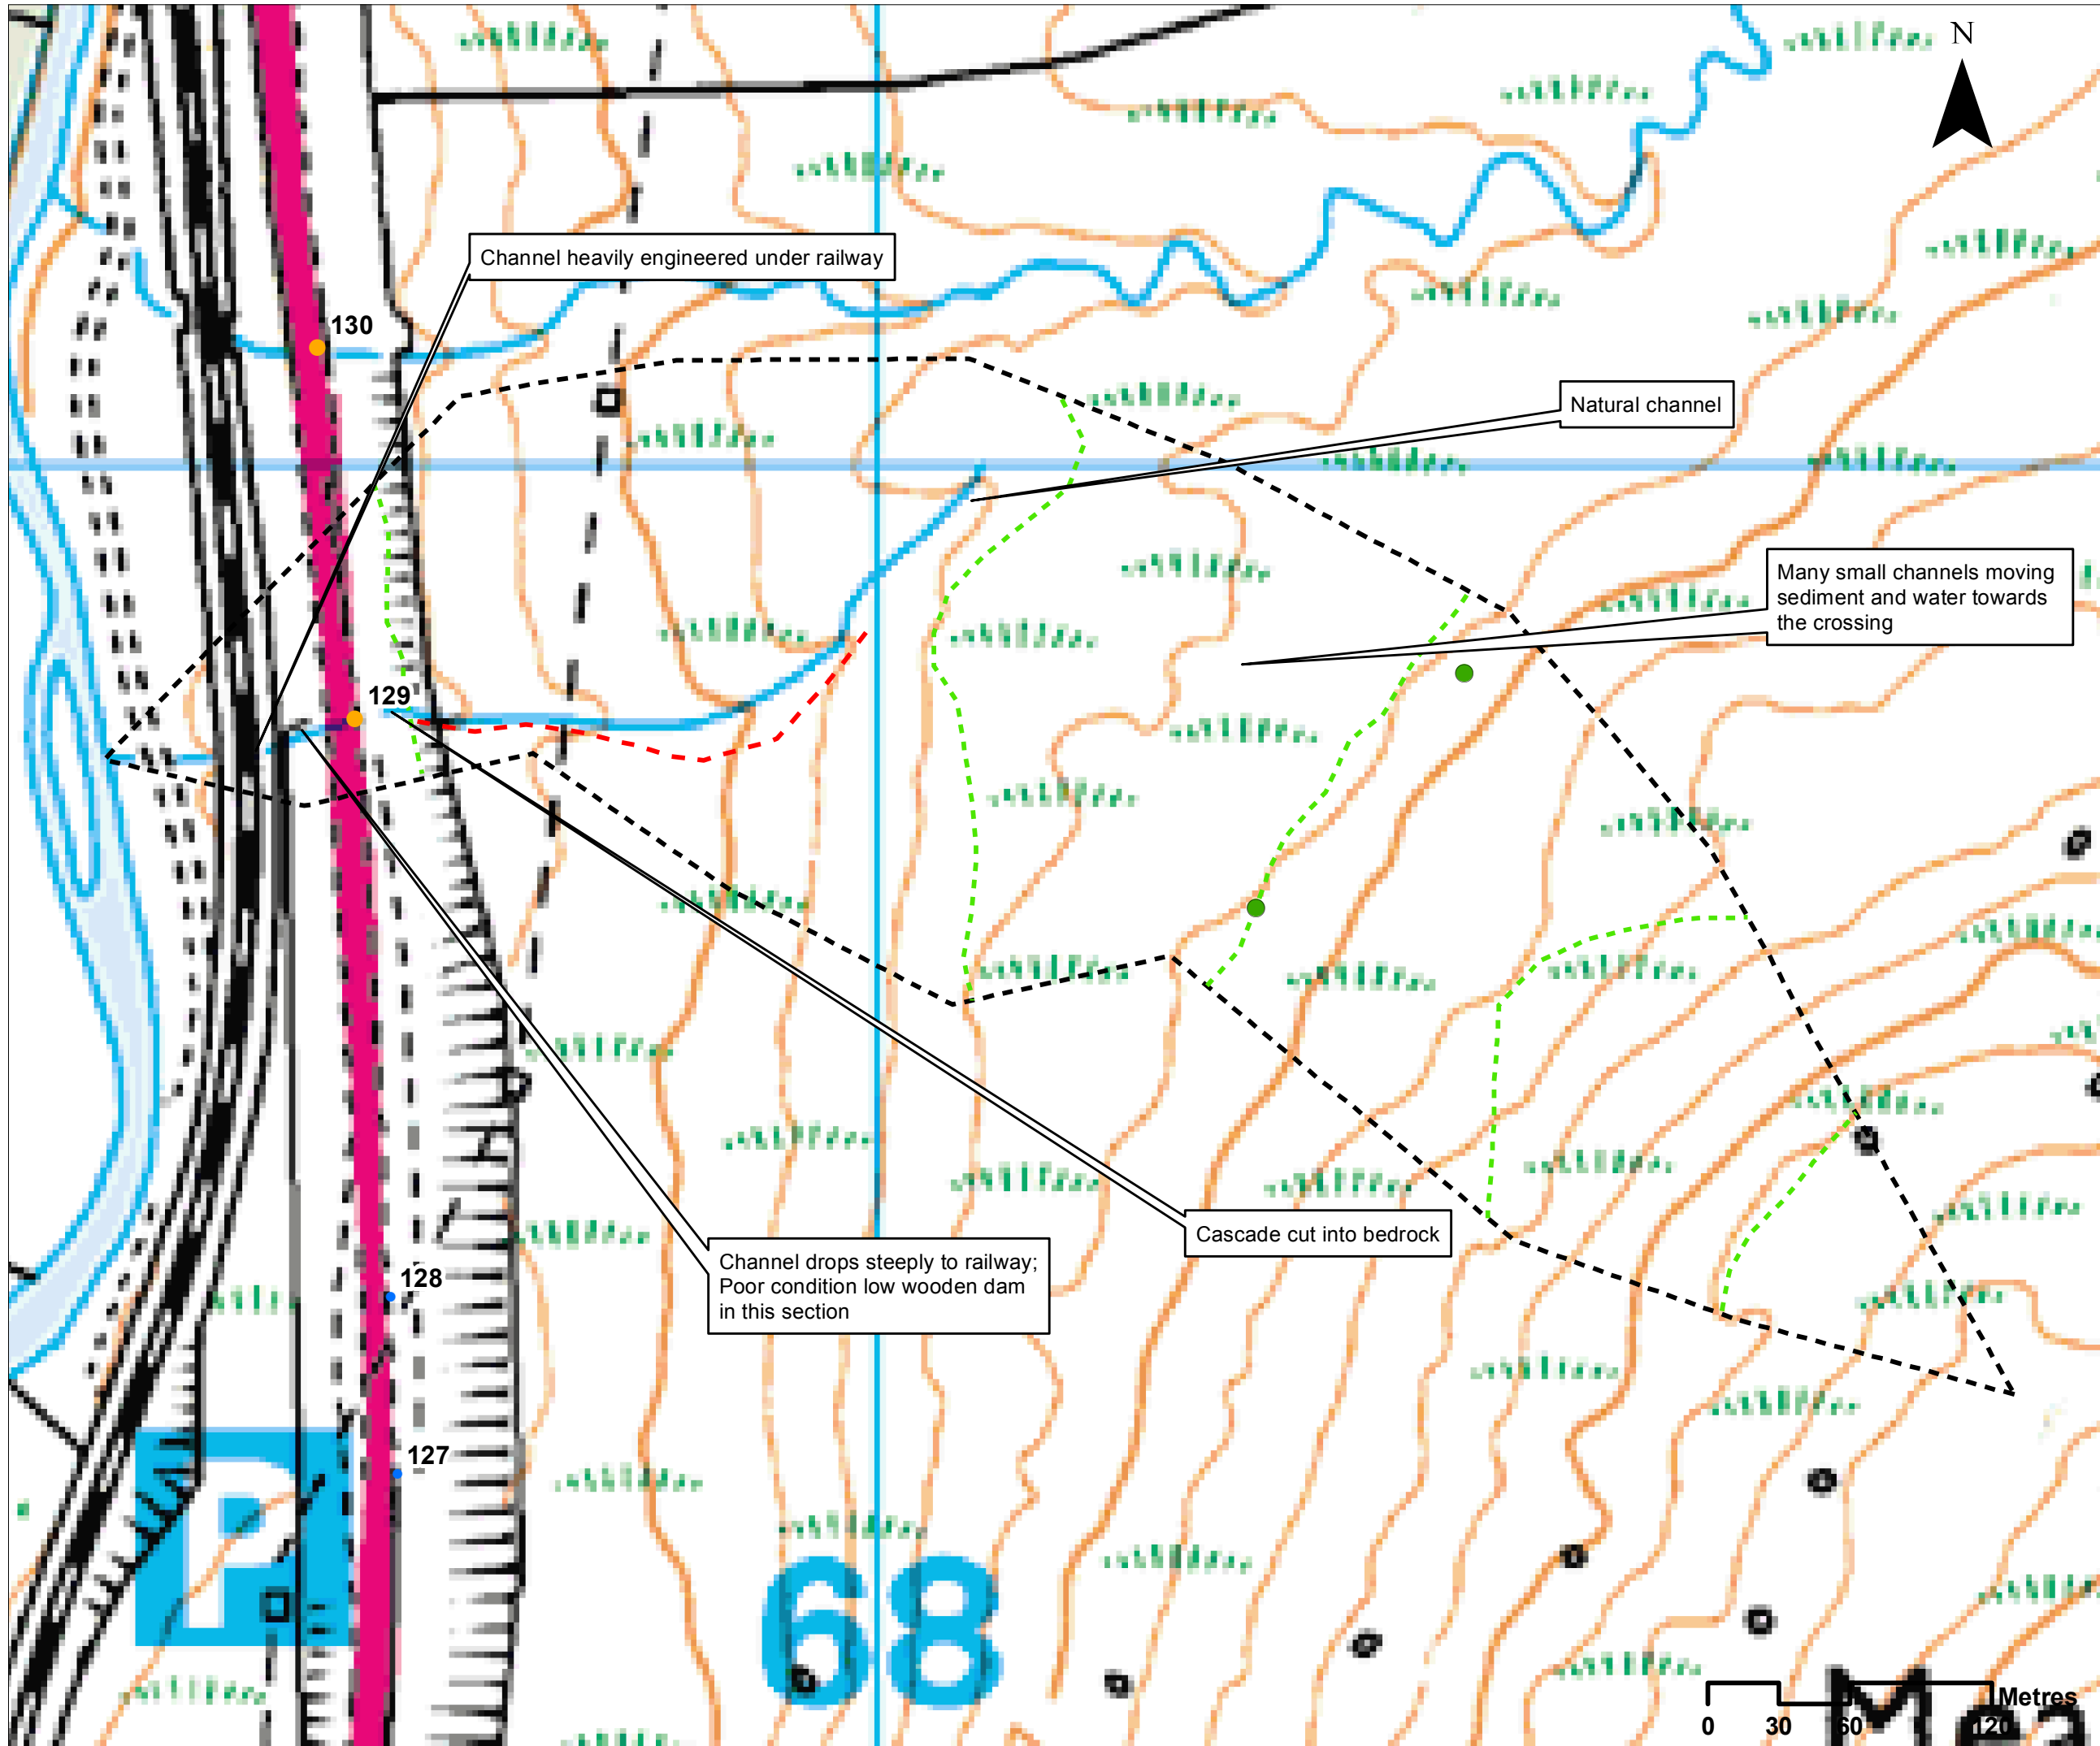 N
Channel heavily engineered under railway
130
Natural channel
Many small channels moving
sediment and water towards
the crossing
129
Cascade cut into bedrock
Channel drops steeply to railway;
Poor condition low wooden dam
in this section
128
127
P
68
Mea
Metres
0 30 60 120